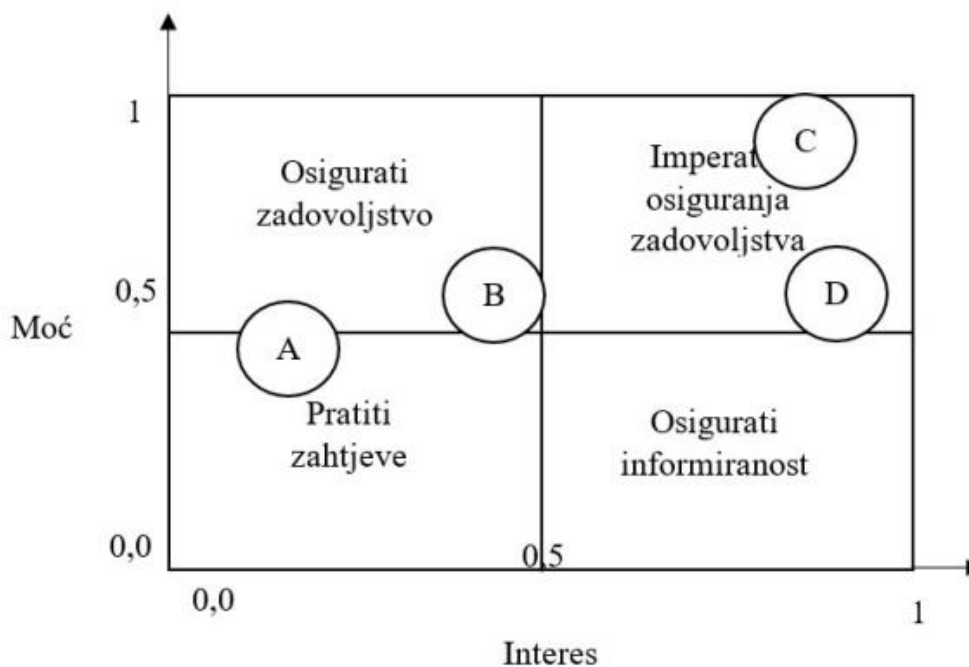 1
Osigurati
zadovoljstvo
Imperat
osiguranja
zadovoljstva
C
0,5
B
D
Moć
A
Pratiti
zahtjeve
Osigurati
informiranost
0,0
0,5
0,0
1
Interes